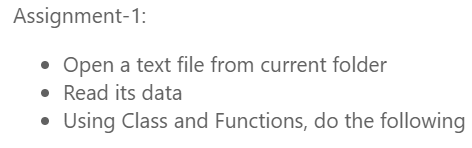 Assignment-1:
• Open a text file from current folder
• Read its data
• Using Class and Functions, do the following